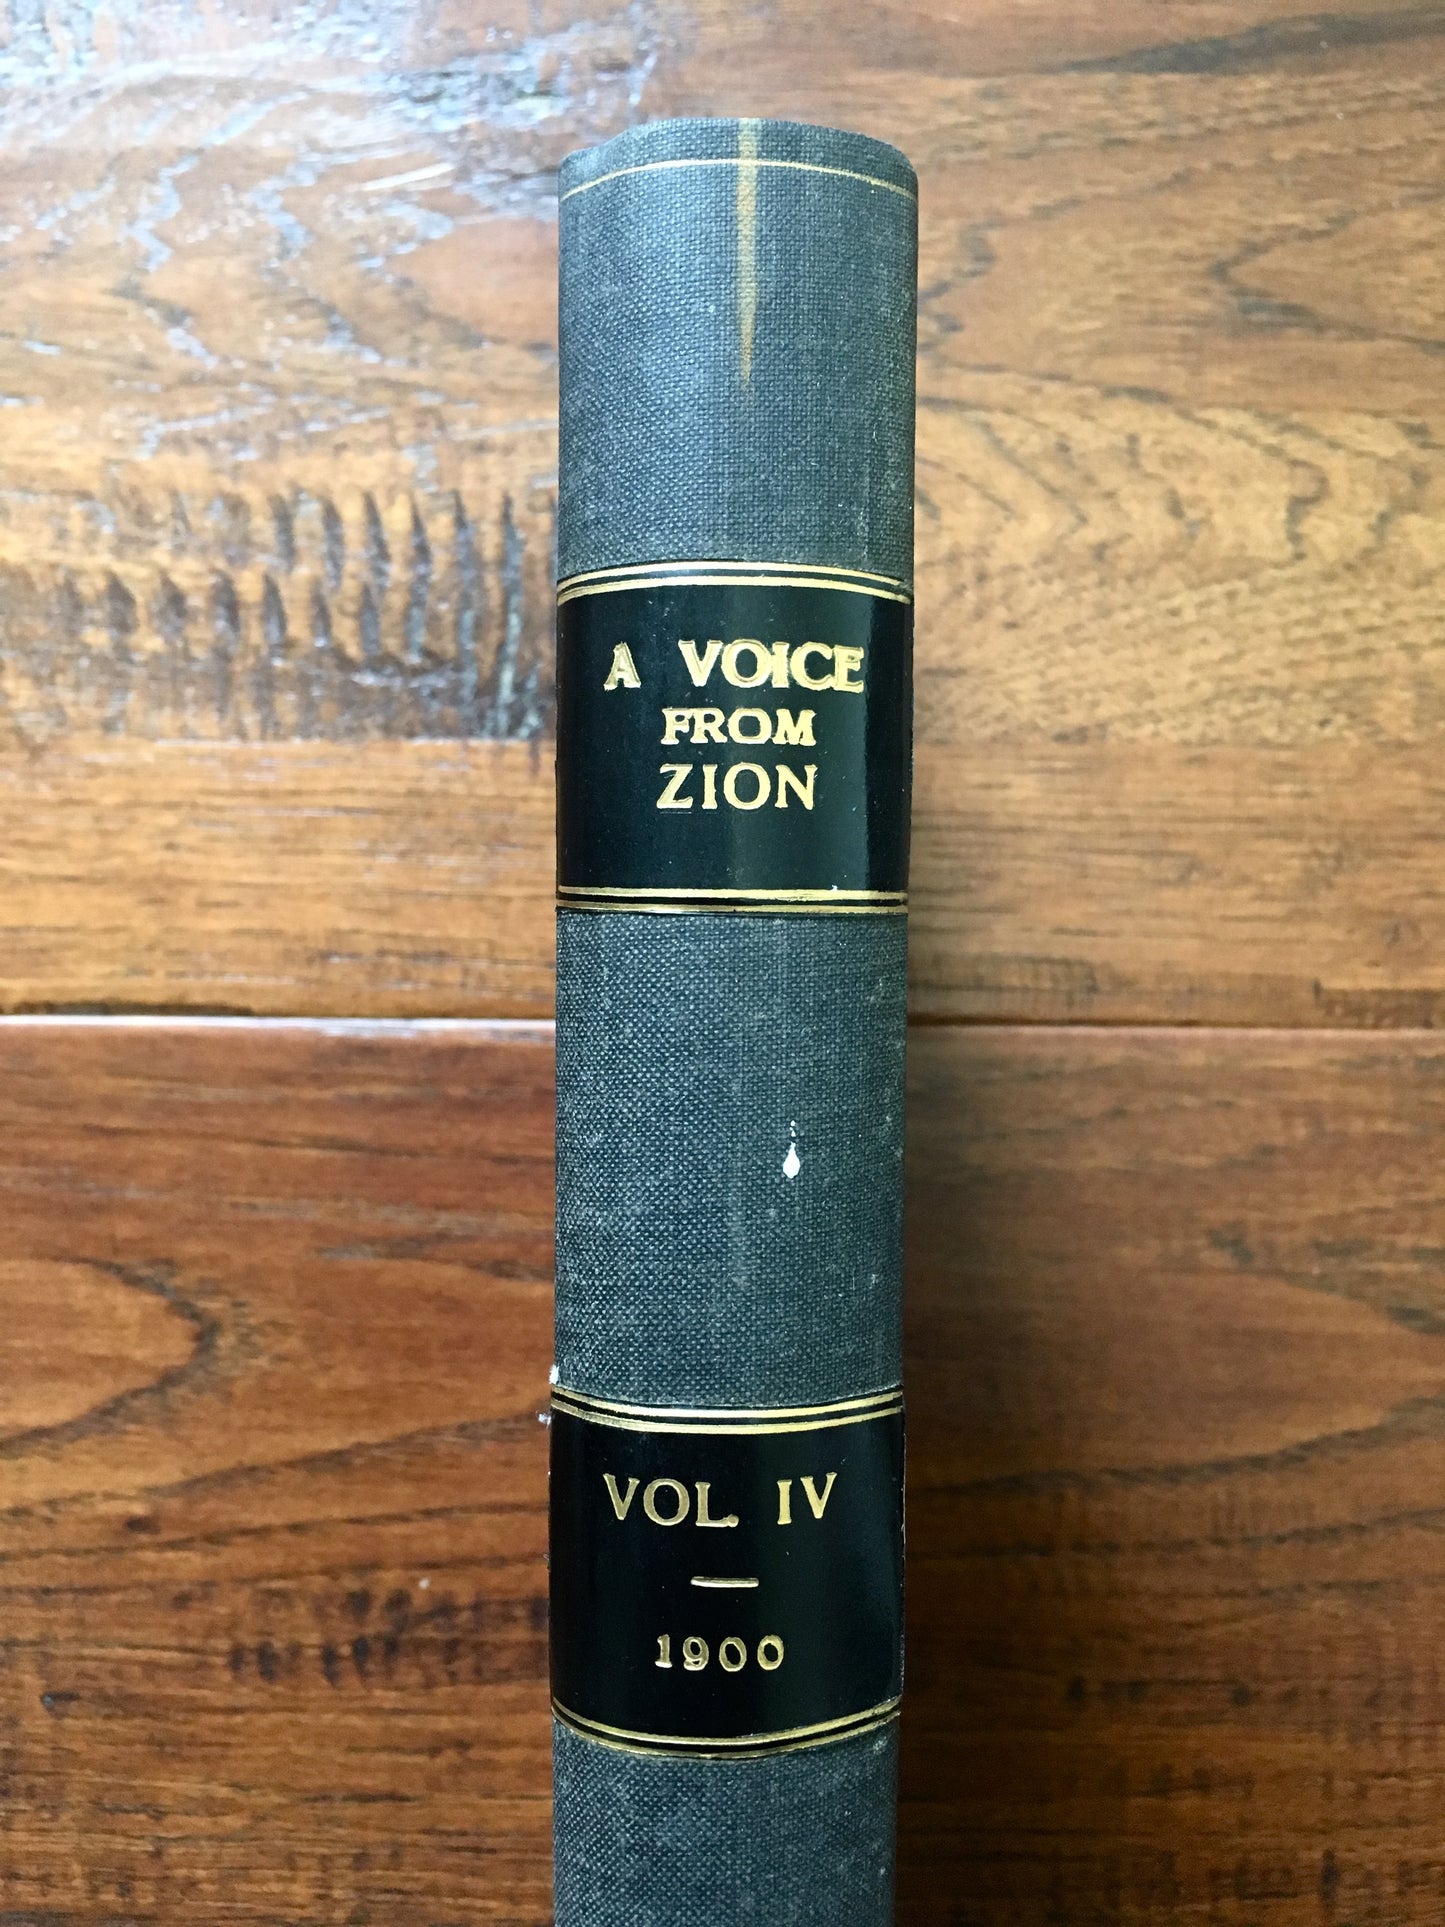 A VOICE
FROM
ZION
VOL. IV
1900